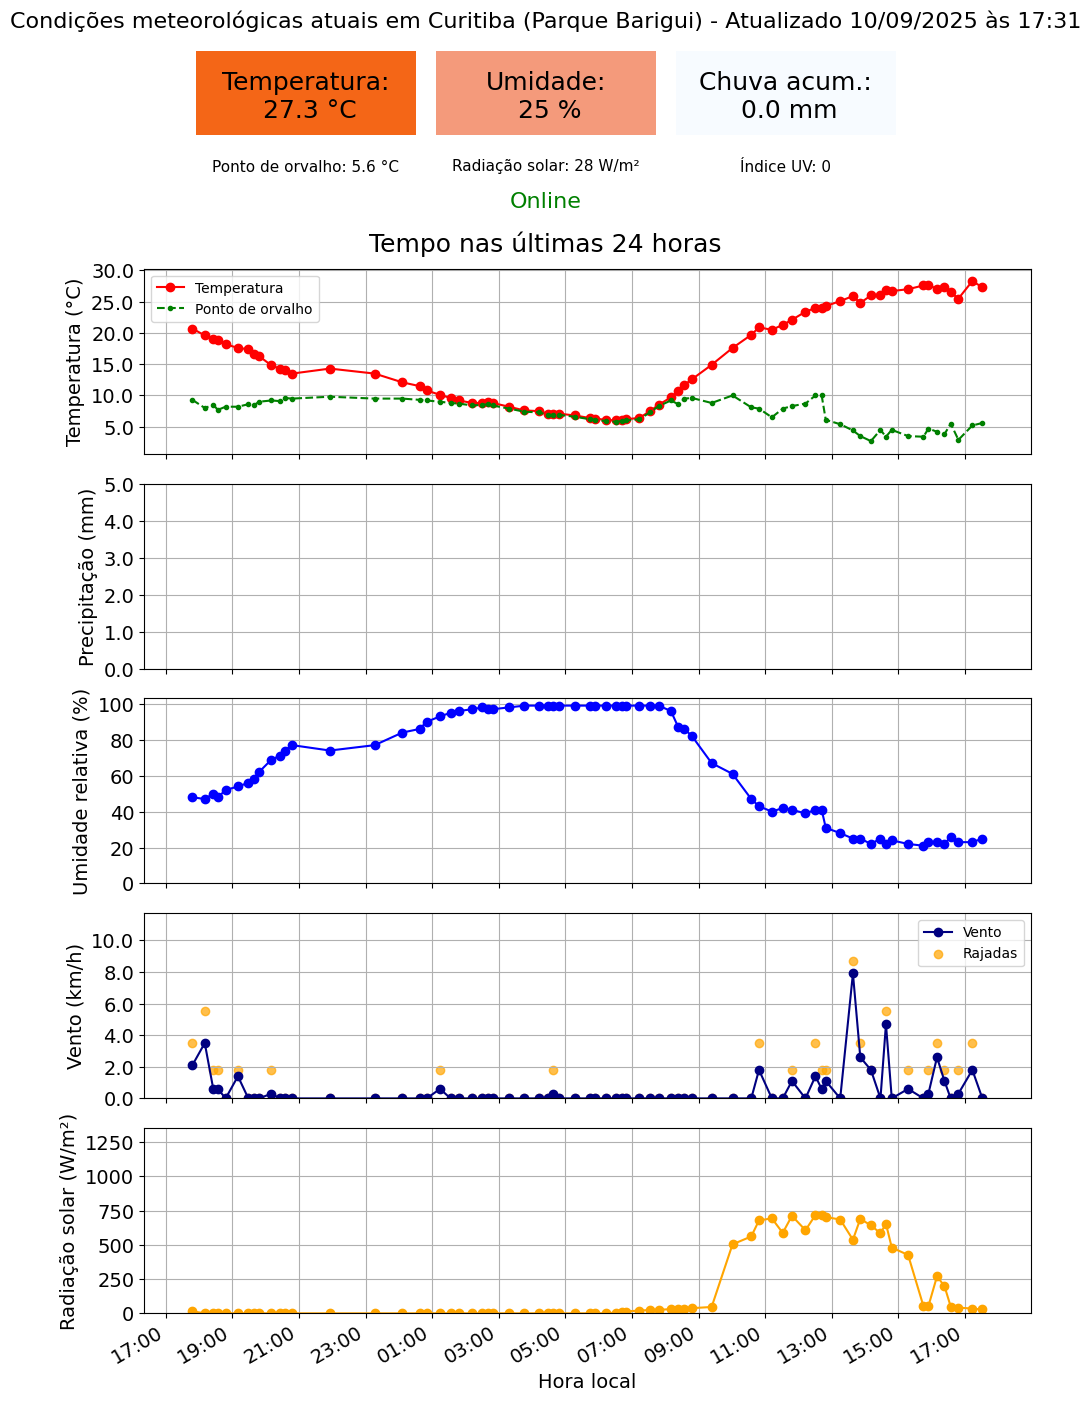 Condições meteorológicas atuais em Curitiba (Parque Barigui) - Atualizado 10/09/2025 às 17:31
Temperatura:
27.3 °C
Umidade:
25 %
Chuva acum.:
0.0 mm
Ponto de orvalho: 5.6 °C
Radiação solar: 28 W/m²
Índice UV: 0
Online
Tempo nas últimas 24 horas
Temperatura (°C)
30.0
25.0
20.0
15.0
10.0
5.0
Temperatura
Ponto de orvalho
Precipitação (mm)
5.0
4.0
3.0
2.0
1.0
0.0
Umidade relativa (%)
100
80
60
40
20
0
Vento (km/h)
10.0
8.0
6.0
4.0
2.0
0.0
Vento
Rajadas
Radiação solar (W/m²)
1250
1000
750
500
250
0
17:00
19:00
21:00
23:00
01:00
03:00
05:00
07:00
09:00
11:00
13:00
15:00
17:00
Hora local